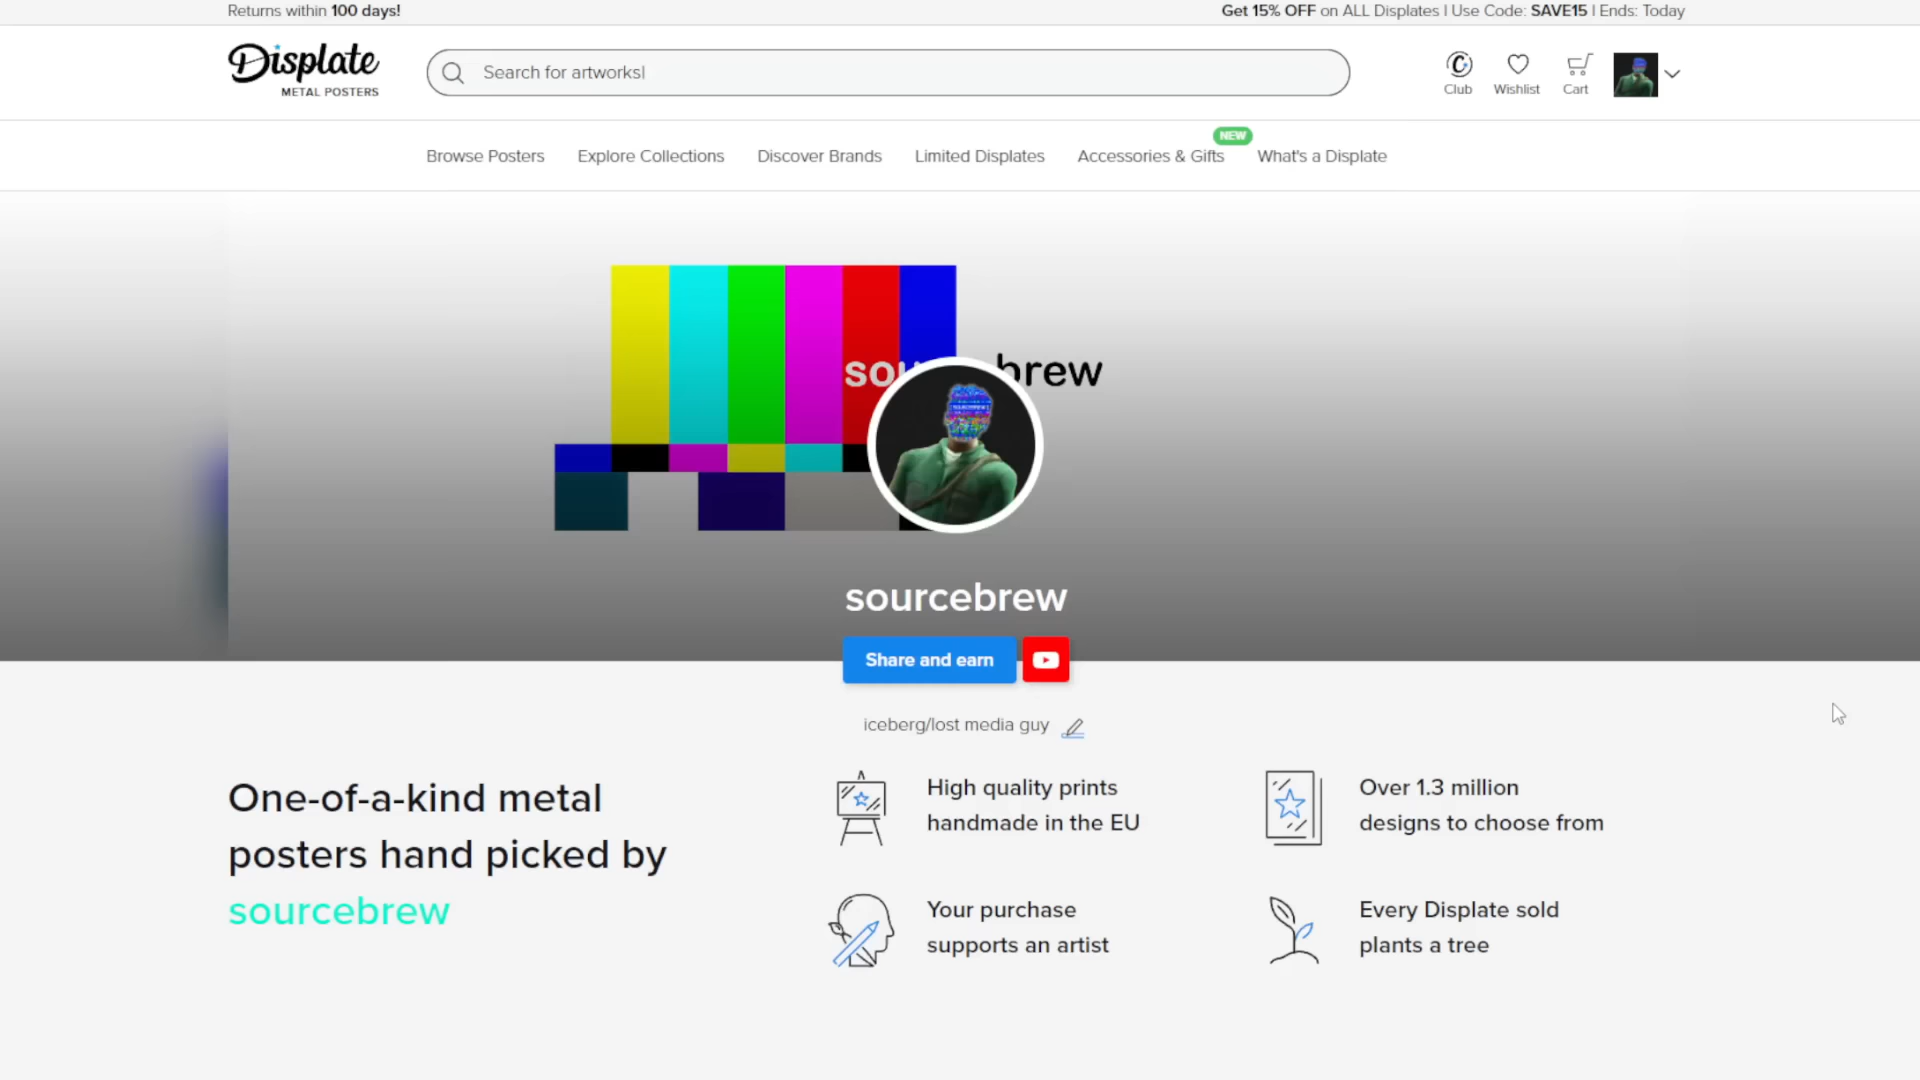 Returns within 100 days!
Get 15% OFF on ALL Displates | Use Code: SAVE15 | Ends: Today
Displate
METAL POSTERS
Search for artworks
Club
Wishlist
Cart
NEW
Browse Posters
Explore Collections
Discover Brands
Limited Displates
Accessories & Gifts
What's a Displate
sou brew
sourcebrew
Share and earn
iceberg/lost media guy
One-of-a-kind metal
posters hand picked by
sourcebrew
High quality prints
handmade in the EU
Over 1.3 million
designs to choose from
Your purchase
supports an artist
Every Displate sold
plants a tree